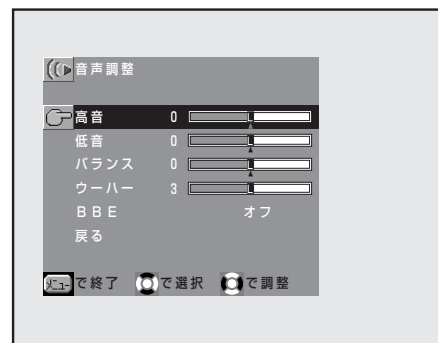 音声調整
高音 0
低音 0
バランス 0
ウーハー 3
BBE オフ
戻る
メニューで終了 で選択 で調整